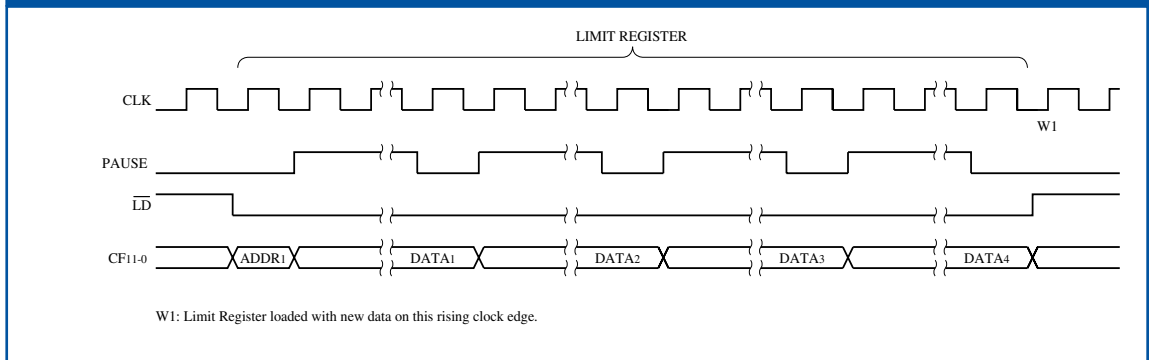 LIMIT REGISTER
CLK
W1
PAUSE
LD
CF11-0
ADDR1
DATA1
DATA2
DATA3
DATA4
W1: Limit Register loaded with new data on this rising clock edge.